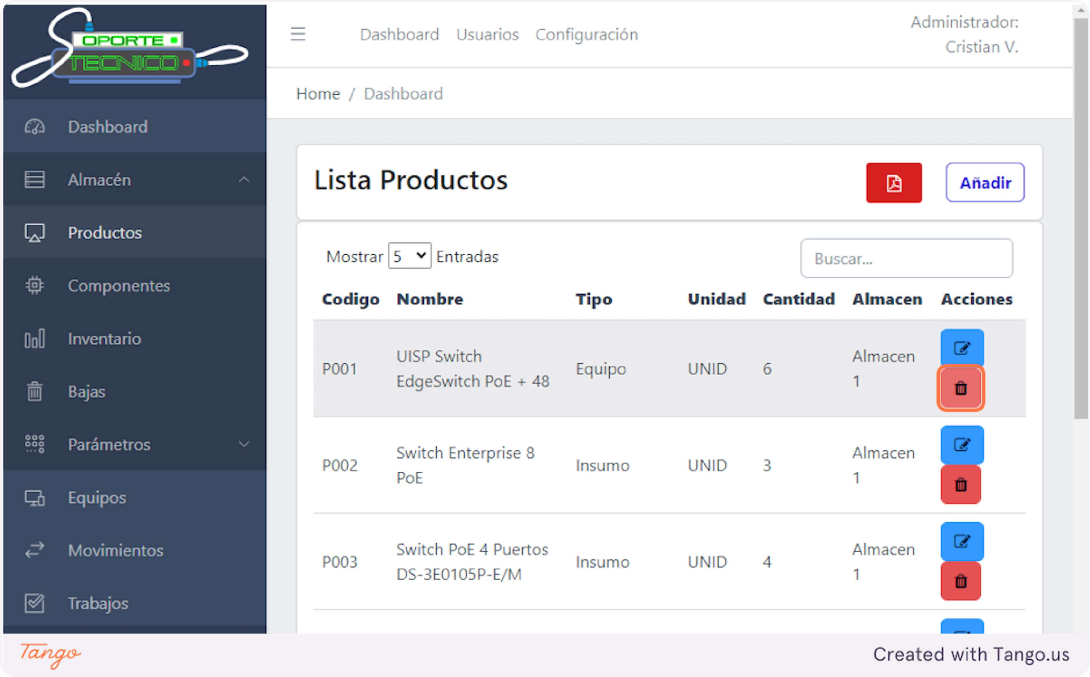 OPORTE
TECNICO
Dashboard Usuarios Configuración
Administrador:
Cristian V.
Home / Dashboard
Dashboard
Almacén
Productos
Componentes
Inventario
Bajas
Parámetros
Equipos
Movimientos
Trabajos
Lista Productos
Añadir
Mostrar 5 Entradas
Buscar...
Codigo Nombre Tipo Unidad Cantidad Almacen Acciones
P001 UISP Switch EdgeSwitch PoE + 48 Equipo UNID 6 Almacen 1
P002 Switch Enterprise 8 PoE Insumo UNID 3 Almacen 1
P003 Switch PoE 4 Puertos DS-3E0105P-E/M Insumo UNID 4 Almacen 1
Tango
Created with Tango.us